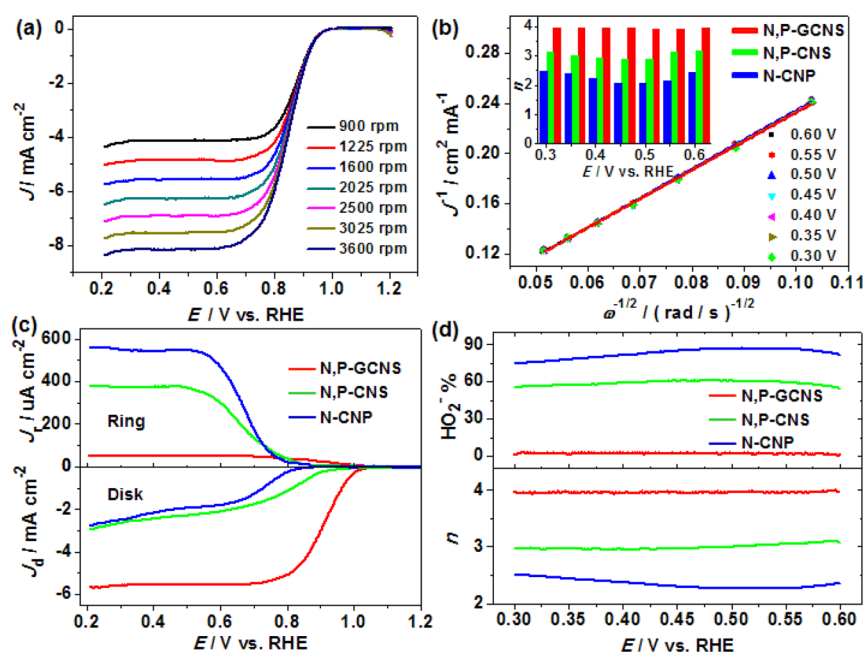 (a)
0
-2
-4
-6
-8
J / mA cm-2
900 rpm
1225 rpm
1600 rpm
2025 rpm
2500 rpm
3025 rpm
3600 rpm
0.2 0.4 0.6 0.8 1.0 1.2
E / V vs. RHE
(b)
0.28
0.24
0.20
0.16
0.12
J-1 / cm2 mA-1
5
4
3
2
1
0
n
0.3 0.4 0.5 0.6
E / V vs. RHE
N,P-GCNS
N,P-CNS
N-CNP
0.60 V
0.55 V
0.50 V
0.45 V
0.40 V
0.35 V
0.30 V
0.05 0.06 0.07 0.08 0.09 0.10 0.11
ω-1/2 / ( rad / s )-1/2
(c)
600
400
200
0
Jr / uA cm-2
Ring
N,P-GCNS
N,P-CNS
N-CNP
Disk
-2
-4
-6
Jd / mA cm-2
0.2 0.4 0.6 0.8 1.0 1.2
E / V vs. RHE
(d)
90
60
30
0
HO2- %
N,P-GCNS
N,P-CNS
N-CNP
4
3
2
n
0.30 0.35 0.40 0.45 0.50 0.55 0.60
E / V vs. RHE